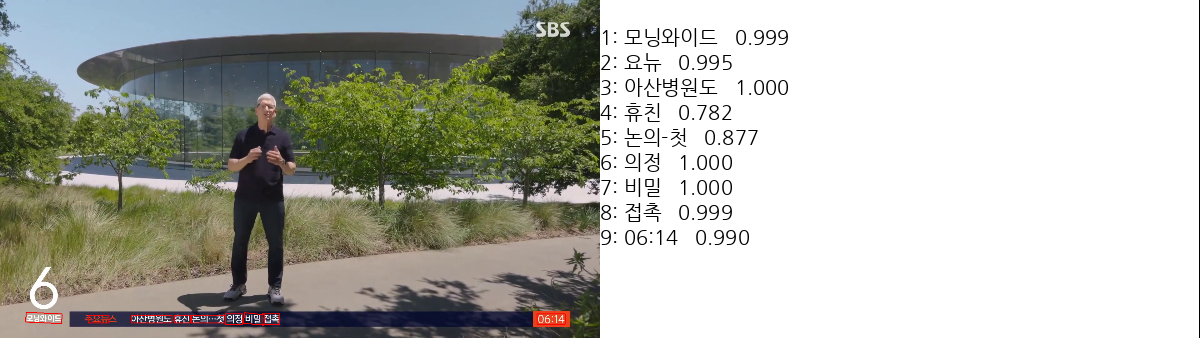 SBS
6
모닝와이드
주요뉴스 아산병원도 휴진 논의…첫 의정 비밀 접촉
06:14
1: 모닝와이드 0.999
2: 요뉴 0.995
3: 아산병원도 1.000
4: 휴친 0.782
5: 논의-첫 0.877
6: 의정 1.000
7: 비밀 1.000
8: 접촉 0.999
9: 06:14 0.990